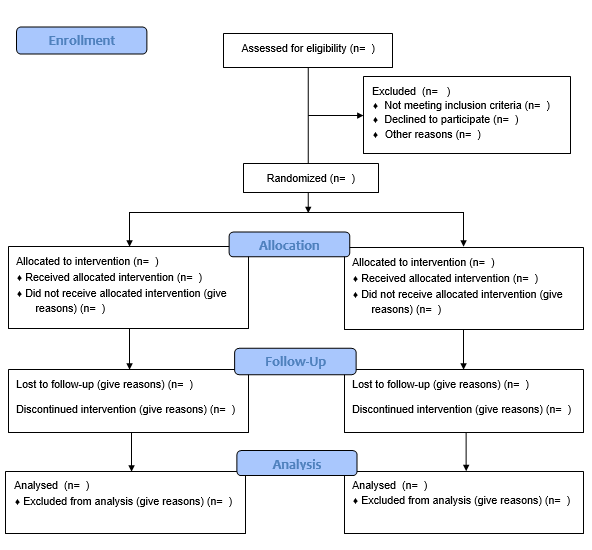 Enrollment
Assessed for eligibility (n=  )
Excluded  (n=   )
♦ Not meeting inclusion criteria (n=  )
♦ Declined to participate (n=  )
♦ Other reasons (n=  )
Randomized (n=  )
Allocation
Allocated to intervention (n=  )
♦ Received allocated intervention (n=  )
♦ Did not receive allocated intervention (give
reasons) (n=  )
Allocated to intervention (n=  )
♦ Received allocated intervention (n=  )
♦ Did not receive allocated intervention (give
reasons) (n=  )
Follow-Up
Lost to follow-up (give reasons) (n=  )
Discontinued intervention (give reasons) (n=  )
Lost to follow-up (give reasons) (n=  )
Discontinued intervention (give reasons) (n=  )
Analysis
Analysed  (n=  )
♦ Excluded from analysis (give reasons) (n=  )
Analysed  (n=  )
♦ Excluded from analysis (give reasons) (n=  )